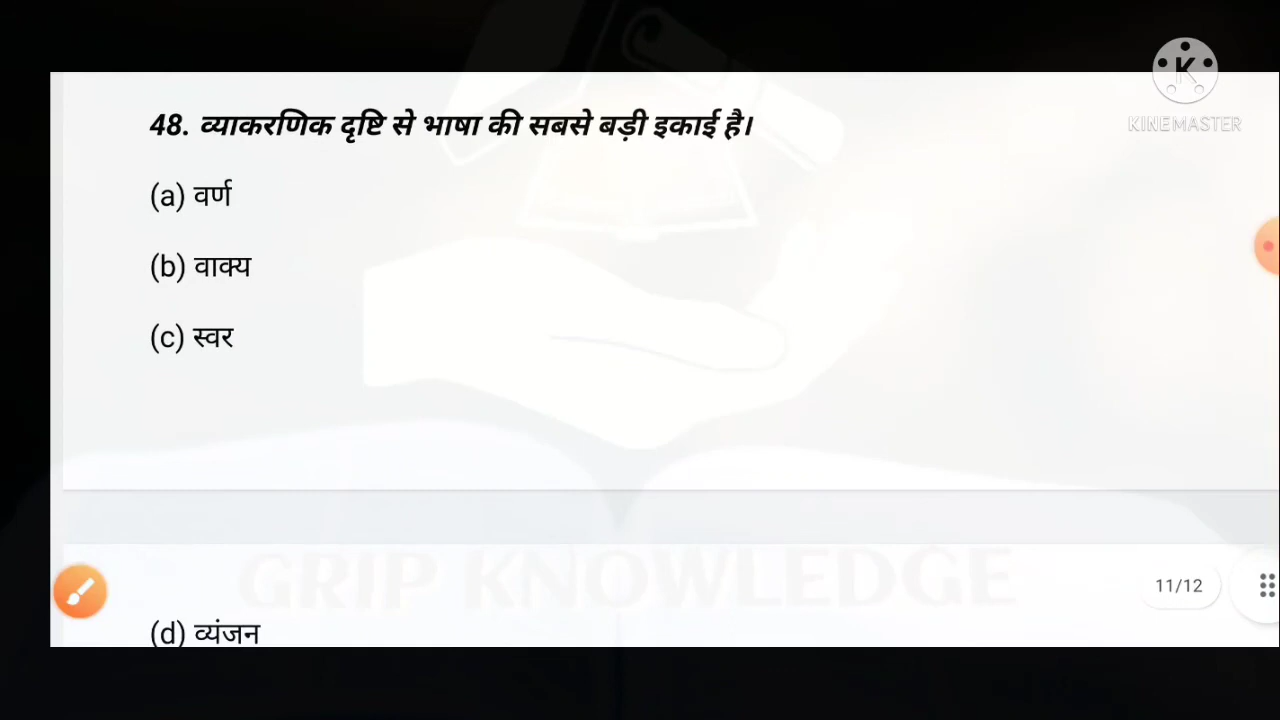 KINEMASTER
48. व्याकरणिक दृष्टि से भाषा की सबसे बड़ी इकाई है।
(a) वर्ण
(b) वाक्य
(c) स्वर
GRIP KNOWLEDGE
11/12
(d) व्यंजन